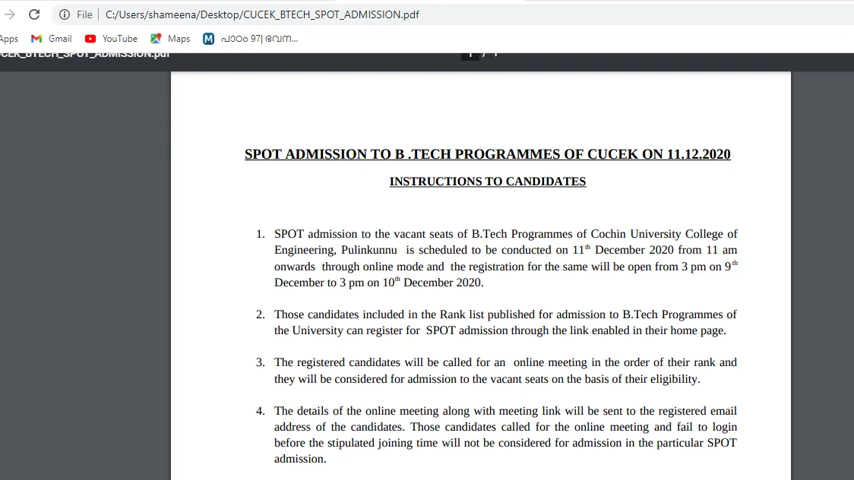 File C:/Users/shameena/Desktop/CUCEK_BTECH_SPOT_ADMISSION.pdf
Apps Gmail YouTube Maps പാഠം 97| ഭവന...
CUCEK_BTECH_SPOT_ADMISSION.pdf 1 / 1
SPOT ADMISSION TO B .TECH PROGRAMMES OF CUCEK ON 11.12.2020
INSTRUCTIONS TO CANDIDATES
1. SPOT admission to the vacant seats of B.Tech Programmes of Cochin University College of
Engineering, Pulinkunnu is scheduled to be conducted on 11th December 2020 from 11 am
onwards through online mode and the registration for the same will be open from 3 pm on 9th
December to 3 pm on 10th December 2020.
2. Those candidates included in the Rank list published for admission to B.Tech Programmes of
the University can register for SPOT admission through the link enabled in their home page.
3. The registered candidates will be called for an online meeting in the order of their rank and
they will be considered for admission to the vacant seats on the basis of their eligibility.
4. The details of the online meeting along with meeting link will be sent to the registered email
address of the candidates. Those candidates called for the online meeting and fail to login
before the stipulated joining time will not be considered for admission in the particular SPOT
admission.